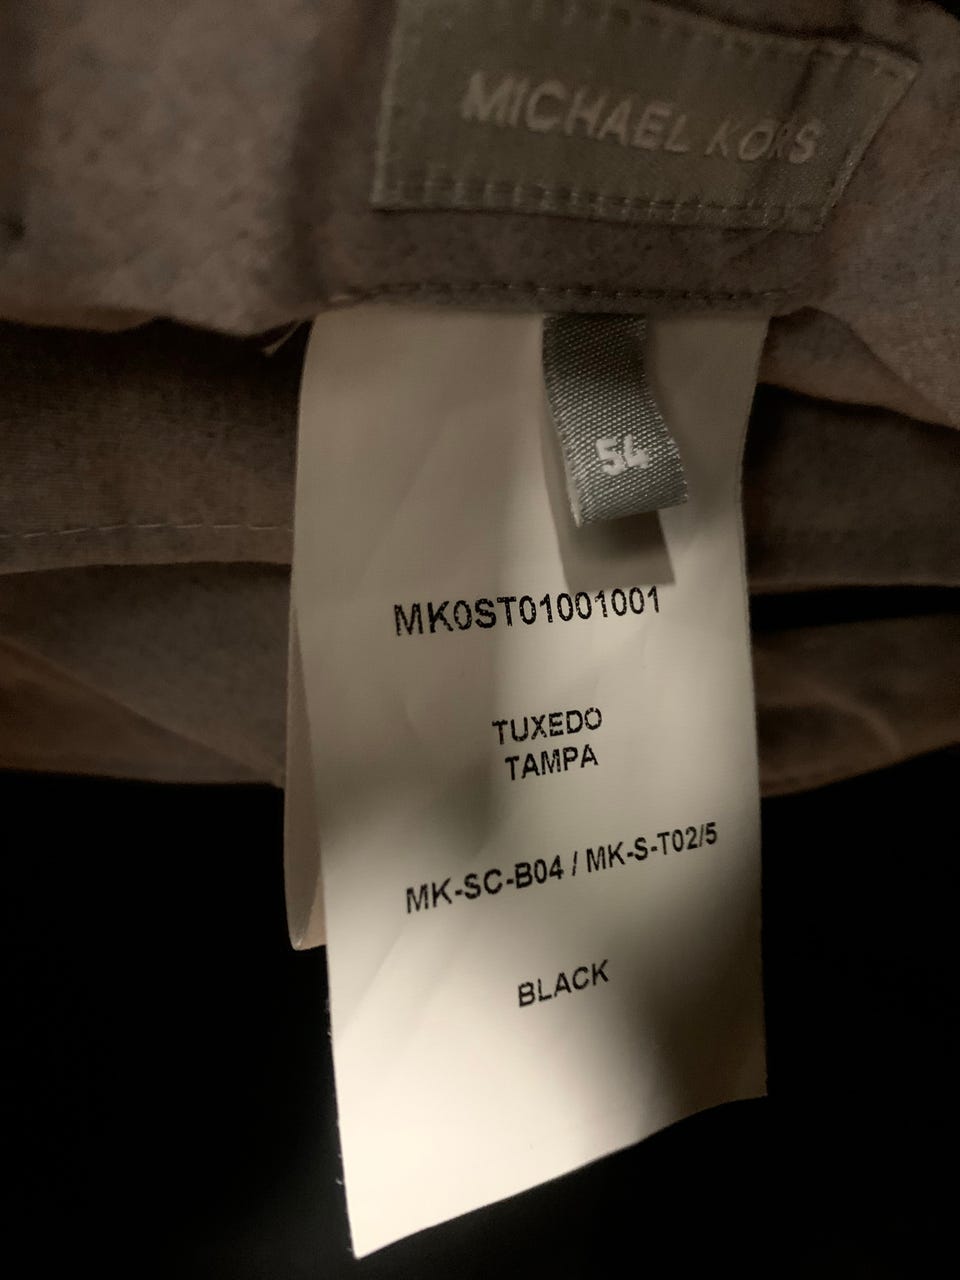 MICHAEL KORS
54
MK0ST01001001
TUXEDO
TAMPA
MK-SC-B04 / MK-S-T02/5
BLACK